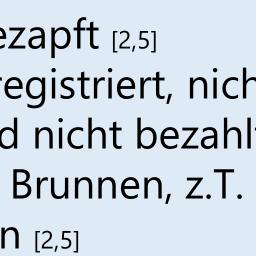 ezapft [2,5]
registriert, nich
d nicht bezahlt
Brunnen, z.T.
n [2,5]